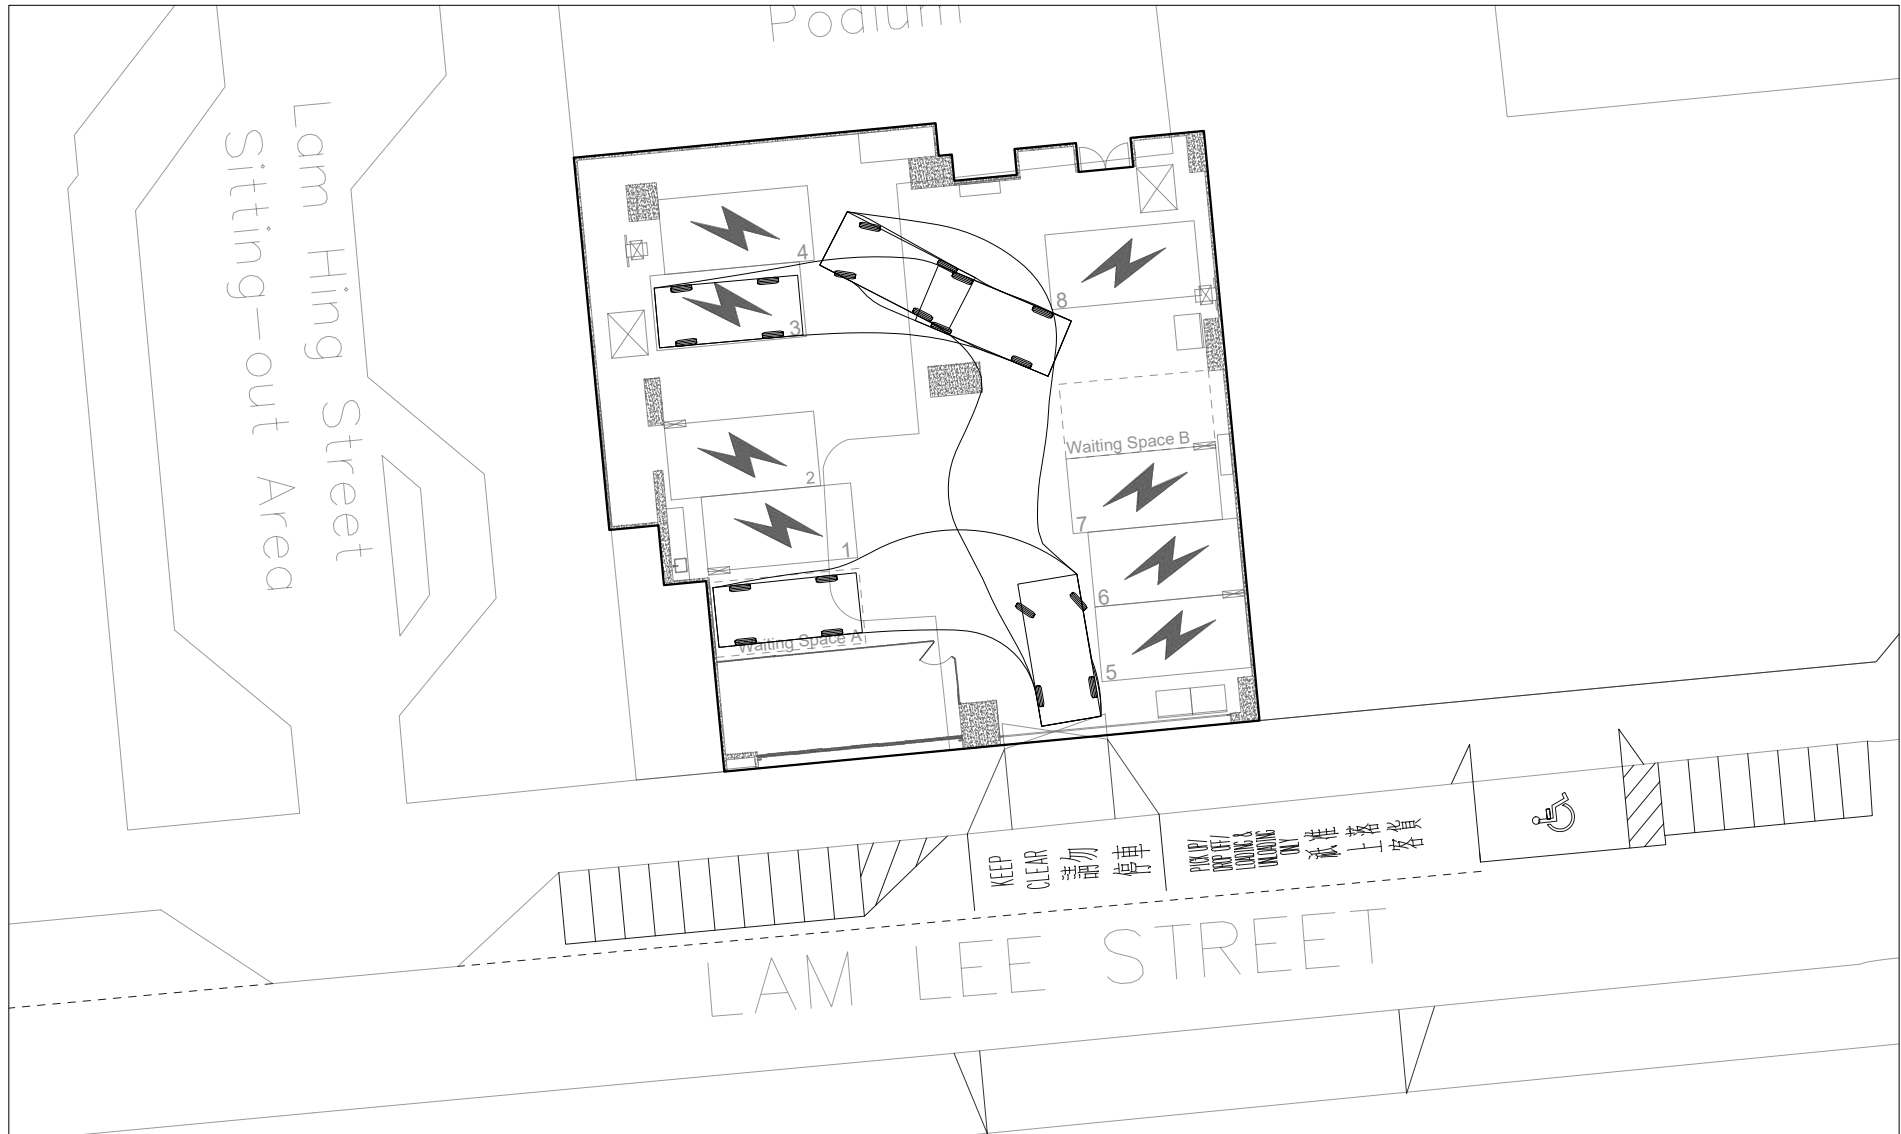 Podium
Lam Hing Street
Sitting-out Area
4
3
8
Waiting Space B
2
7
1
6
Waiting Space A
5
KEEP
CLEAR
請勿
停車
PICK UP/
DROP OFF/
LOADING &
UNLOADING
ONLY
祇准
上落
客貨
LAM LEE STREET